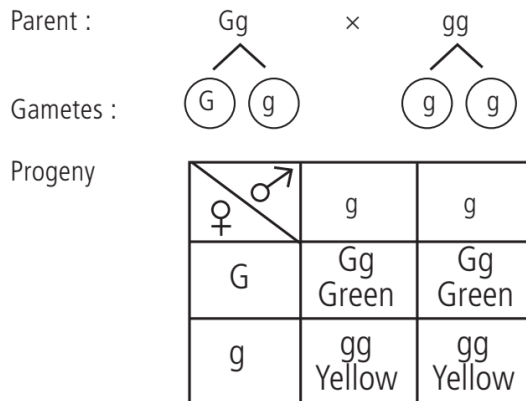 Parent : Gg × gg
G g g g
Gametes :
Progeny
♀ ♂ g g
G Gg Green Gg Green
g gg Yellow gg Yellow